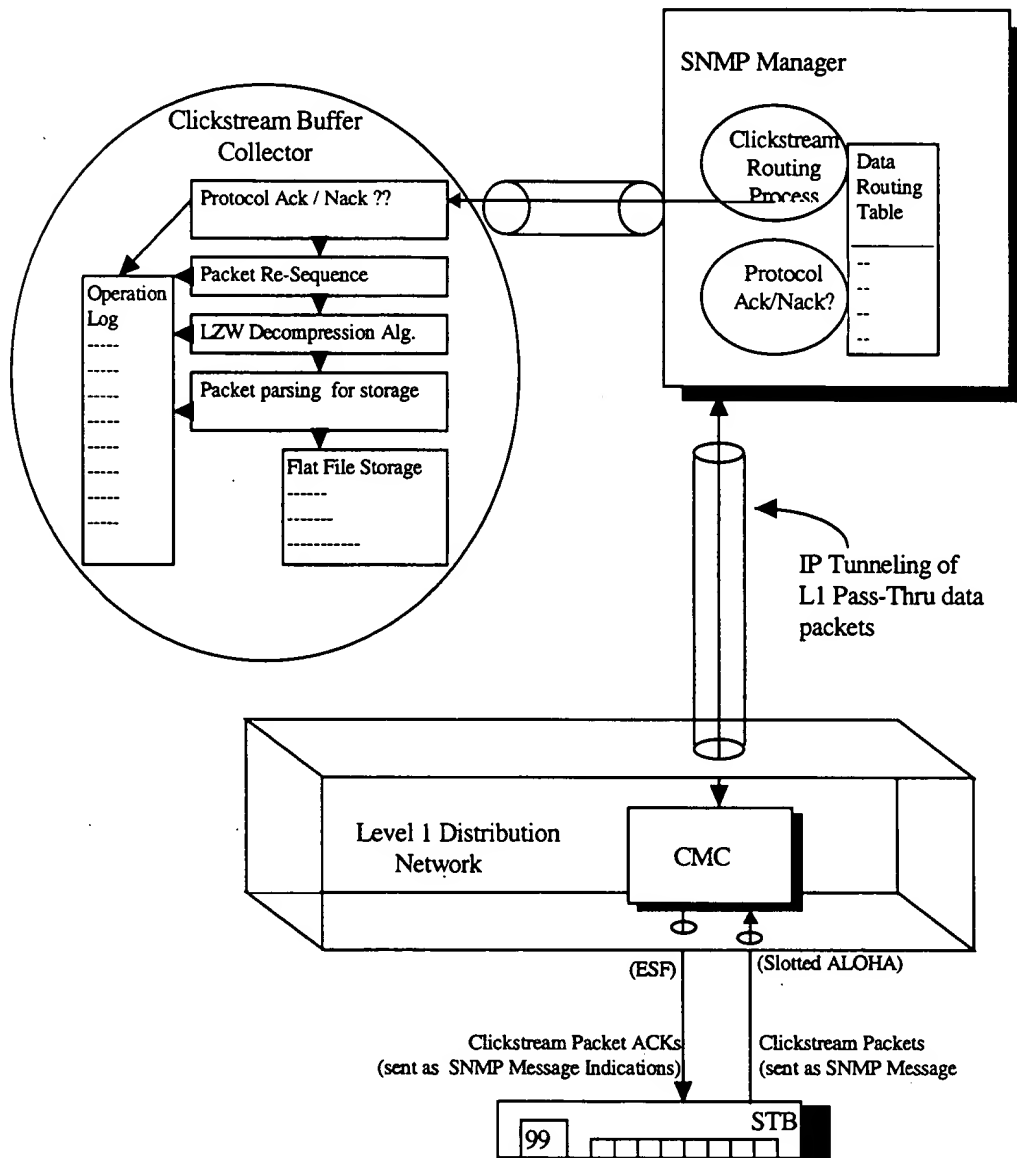 SNMP Manager
Clickstream
Routing
Process
Data
Routing
Table
--
--
--
--
Protocol
Ack/Nack?
Clickstream Buffer
Collector
Protocol Ack / Nack ??
Packet Re-Sequence
LZW Decompression Alg.
Packet parsing for storage
Operation
Log
-----
-----
-----
-----
-----
-----
-----
-----
Flat File Storage
------
-------
-----------
IP Tunneling of
L1 Pass-Thru data
packets
Level 1 Distribution
Network
CMC
(ESF)
(Slotted ALOHA)
Clickstream Packet ACKs
(sent as SNMP Message Indications)
Clickstream Packets
(sent as SNMP Message
STB
99